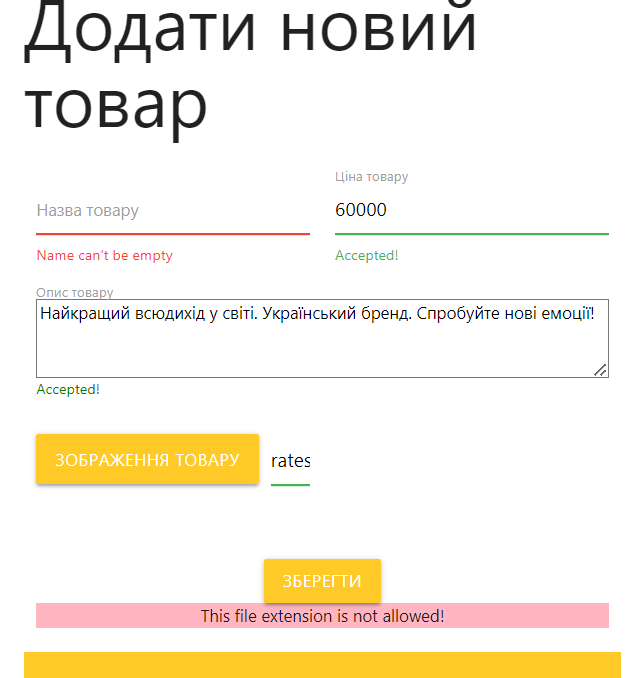 Додати новий
товар
Ціна товару
Назва товару
60000
Name can't be empty
Accepted!
Опис товару
Найкращий всюдихід у світі. Український бренд. Спробуйте нові емоції!
Accepted!
ЗОБРАЖЕННЯ ТОВАРУ
rates
ЗБЕРЕГТИ
This file extension is not allowed!